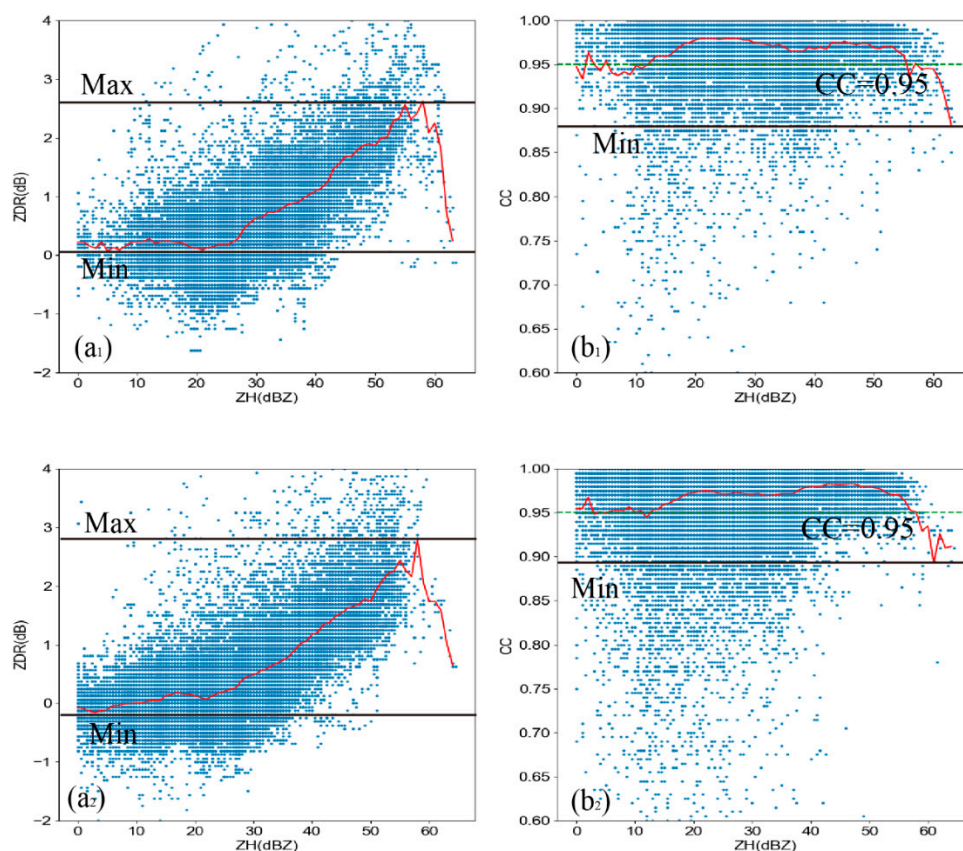 4
3
2
1
0
−1
−2
ZDR(dB)
Max
Min
(a₁)
0 10 20 30 40 50 60
ZH(dBZ)
1.00
0.95
0.90
0.85
0.80
0.75
0.70
0.65
0.60
CC
CC=0.95
Min
(b₁)
0 10 20 30 40 50 60
ZH(dBZ)
4
3
2
1
0
−1
−2
ZDR(dB)
Max
Min
(a₂)
0 10 20 30 40 50 60
ZH(dBZ)
1.00
0.95
0.90
0.85
0.80
0.75
0.70
0.65
0.60
CC
CC=0.95
Min
(b₂)
0 10 20 30 40 50 60
ZH(dBZ)